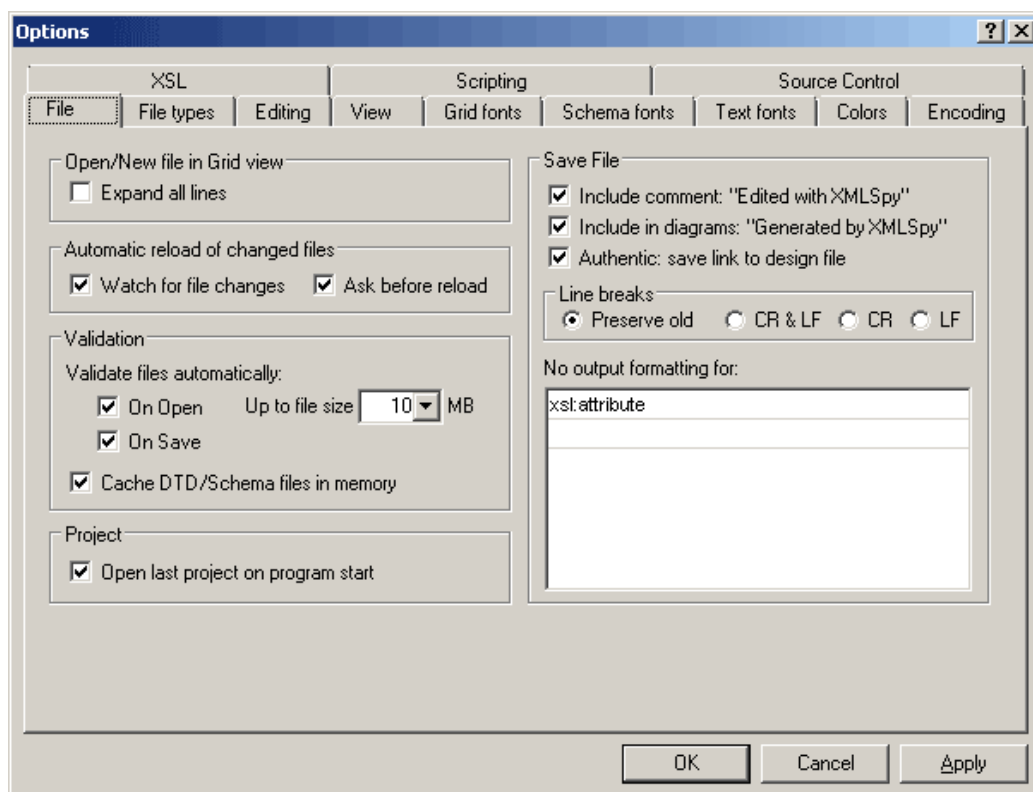 Options
XSL Scripting Source Control
File File types Editing View Grid fonts Schema fonts Text fonts Colors Encoding
Open/New file in Grid view
Expand all lines
Automatic reload of changed files
Watch for file changes Ask before reload
Validation
Validate files automatically:
On Open Up to file size 10 MB
On Save
Cache DTD/Schema files in memory
Project
Open last project on program start
Save File
Include comment: "Edited with XMLSpy"
Include in diagrams: "Generated by XMLSpy"
Authentic: save link to design file
Line breaks
Preserve old CR & LF CR LF
No output formatting for:
xsl:attribute
OK Cancel Apply